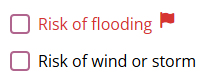 Risk of flooding
Risk of wind or storm